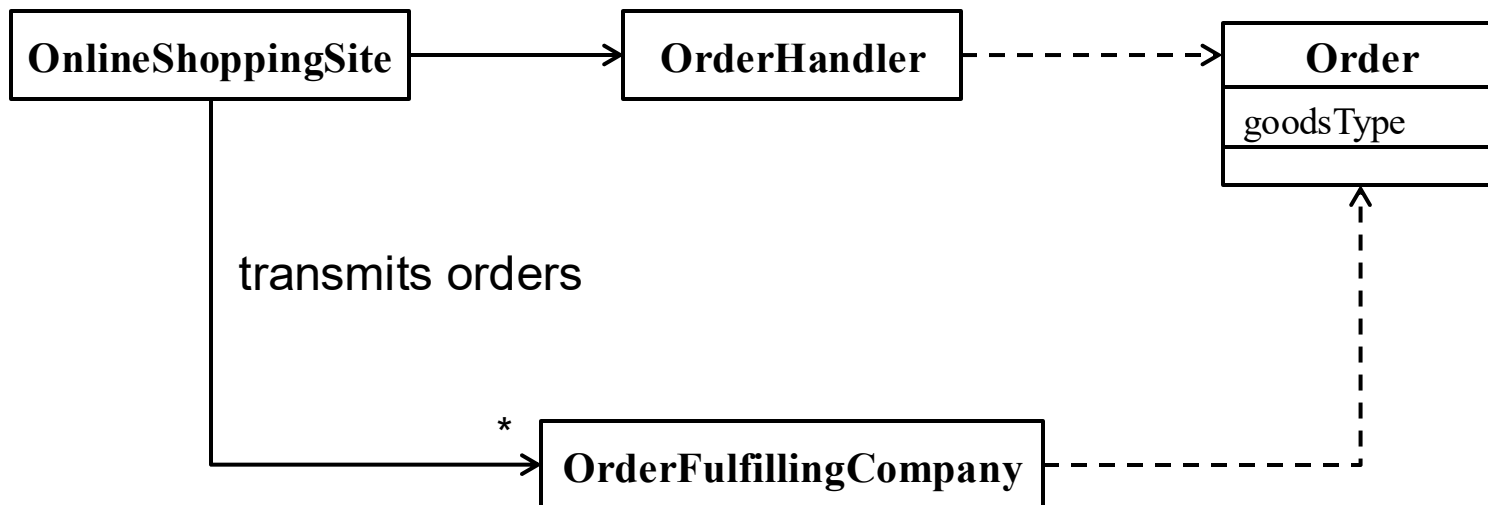 OnlineShoppingSite
OrderHandler
Order
goodsType
transmits orders
*
OrderFulfillingCompany